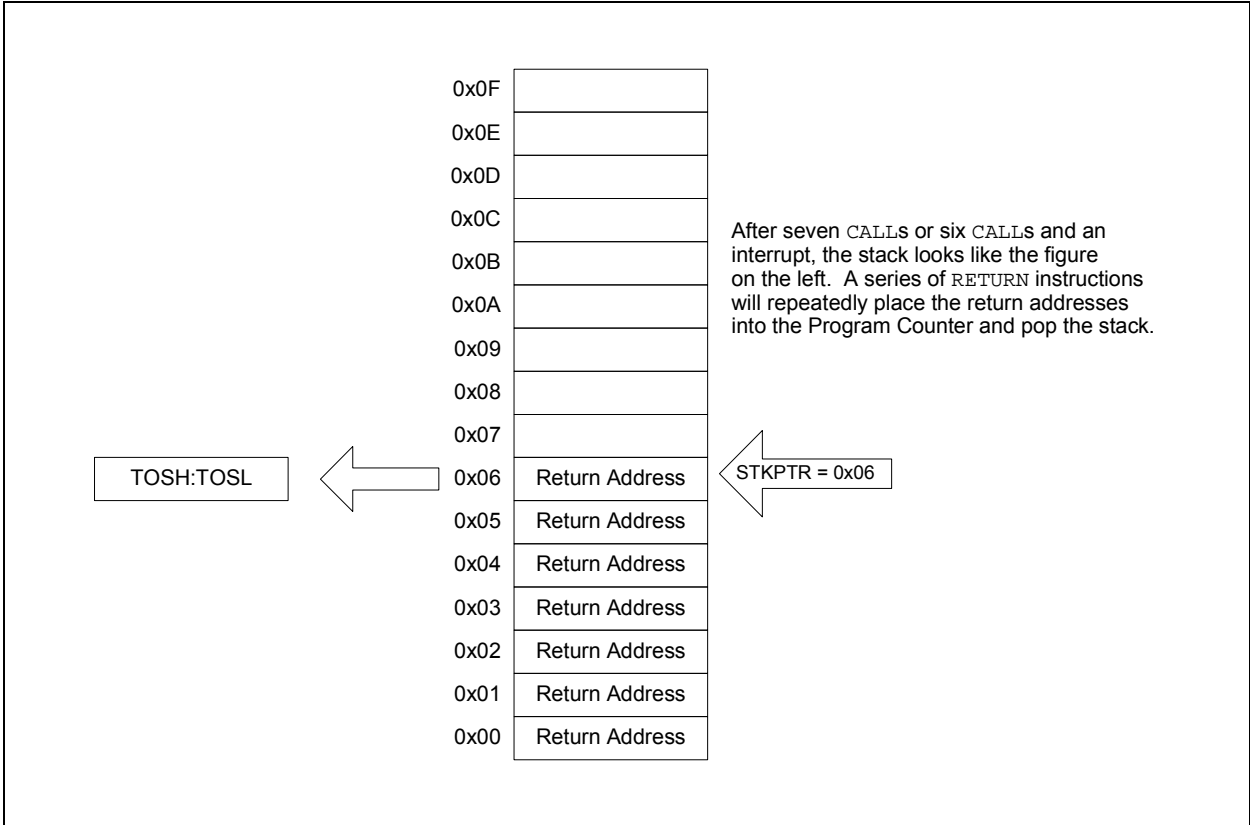 0x0F
0x0E
0x0D
0x0C
0x0B
0x0A
0x09
0x08
0x07
After seven CALLs or six CALLs and an
interrupt, the stack looks like the figure
on the left. A series of RETURN instructions
will repeatedly place the return addresses
into the Program Counter and pop the stack.
TOSH:TOSL
0x06 Return Address
STKPTR = 0x06
0x05 Return Address
0x04 Return Address
0x03 Return Address
0x02 Return Address
0x01 Return Address
0x00 Return Address